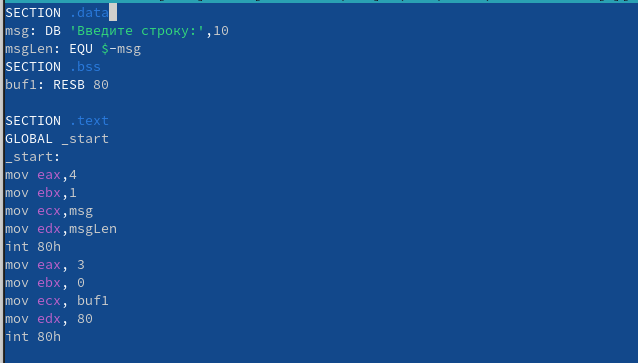 SECTION .data
msg: DB 'Введите строку:',10
msgLen: EQU $-msg
SECTION .bss
buf1: RESB 80
SECTION .text
GLOBAL _start
_start:
mov eax,4
mov ebx,1
mov ecx,msg
mov edx,msgLen
int 80h
mov eax, 3
mov ebx, 0
mov ecx, buf1
mov edx, 80
int 80h